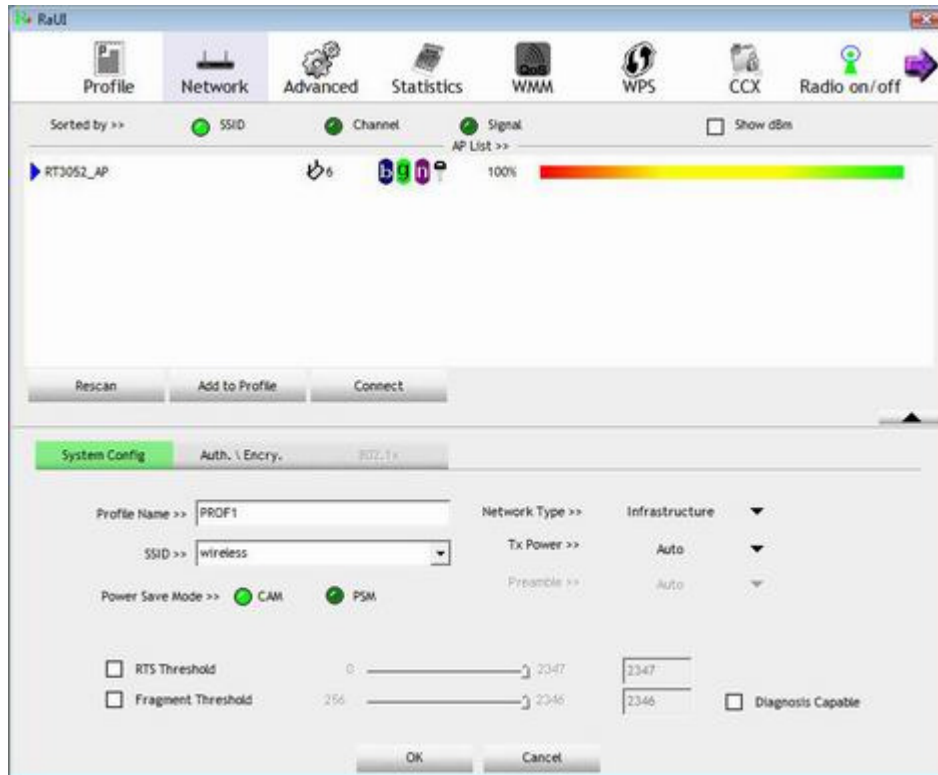 RaUI
Profile Network Advanced Statistics WMM WPS CCX Radio on/off
Sorted by >> SSID Channel Signal Show dBm
AP List >>
RT3052_AP 6 b g n 100%
Rescan Add to Profile Connect
System Config Auth. \ Encry. 802.1x
Profile Name >> PROF1 Network Type >> Infrastructure
SSID >> wireless Tx Power >> Auto
Preamble >> Auto
Power Save Mode >> CAM PSM
RTS Threshold 0 2347 2347
Fragment Threshold 256 2346 2346 Diagnosis Capable
OK Cancel